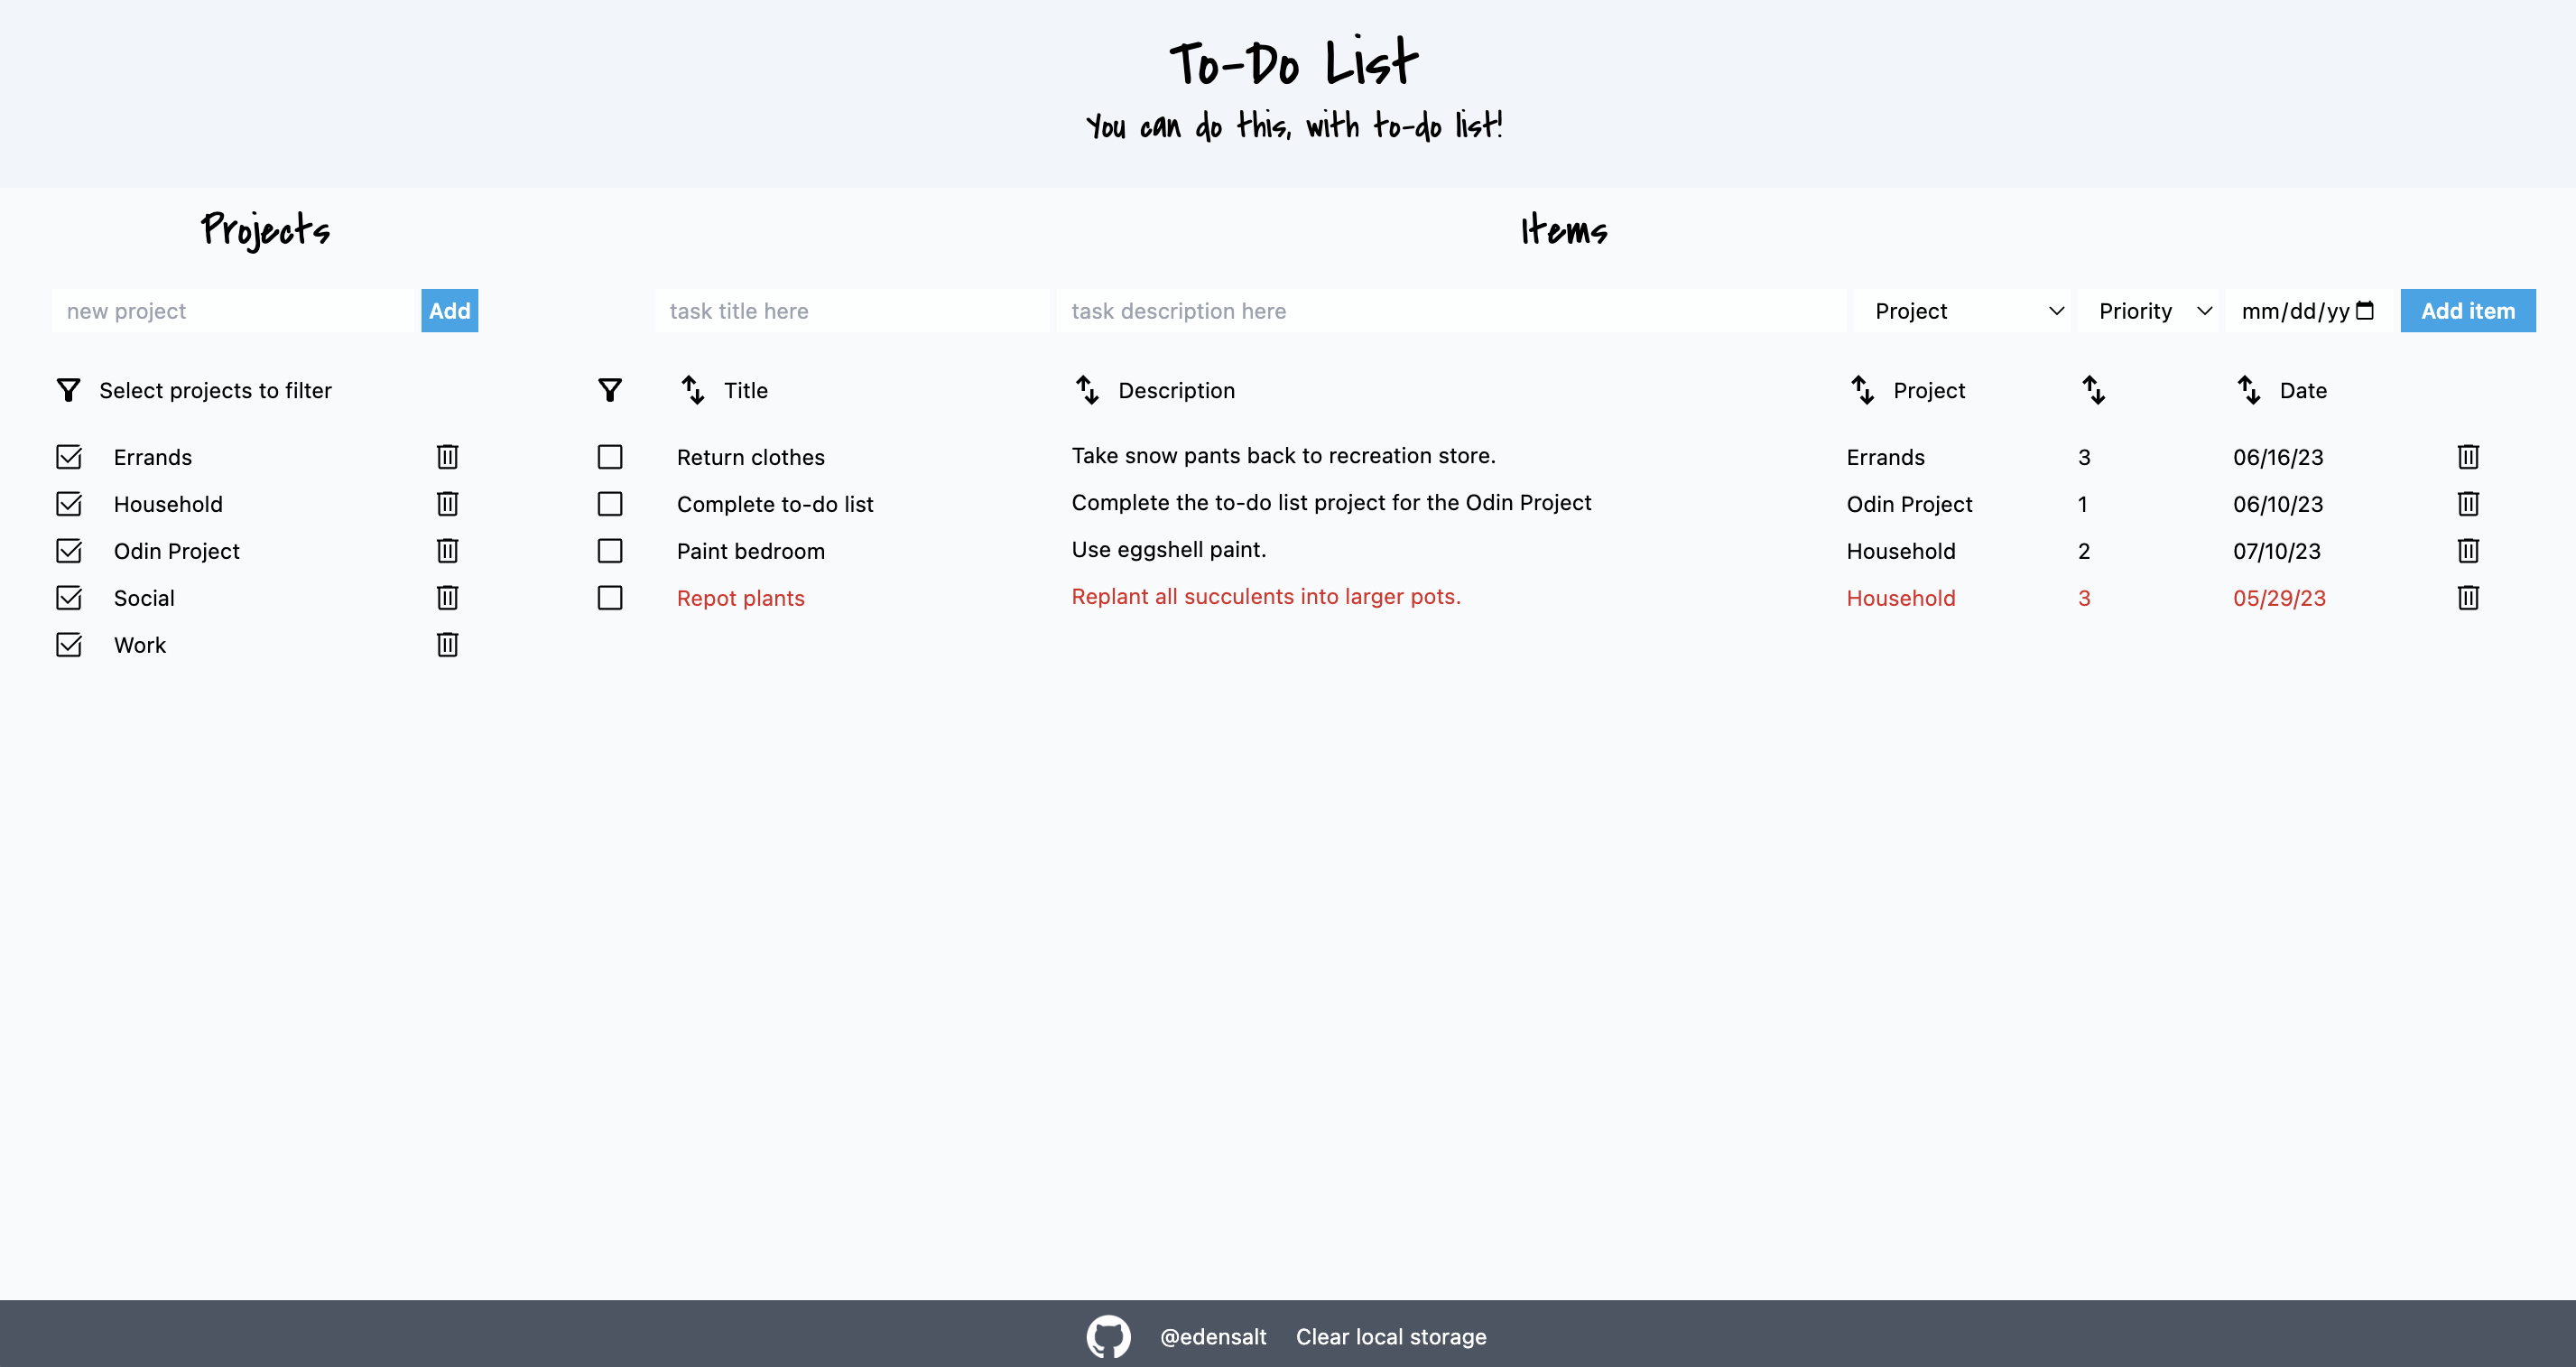 To-Do List
You can do this, with to-do list!
Projects
Items
new project Add
task title here task description here Project Priority mm/dd/yy Add item
Select projects to filter
Title Description Project Date
Errands
Household
Odin Project
Social
Work
Return clothes Take snow pants back to recreation store. Errands 3 06/16/23
Complete to-do list Complete the to-do list project for the Odin Project Odin Project 1 06/10/23
Paint bedroom Use eggshell paint. Household 2 07/10/23
Repot plants Replant all succulents into larger pots. Household 3 05/29/23
@edensalt Clear local storage